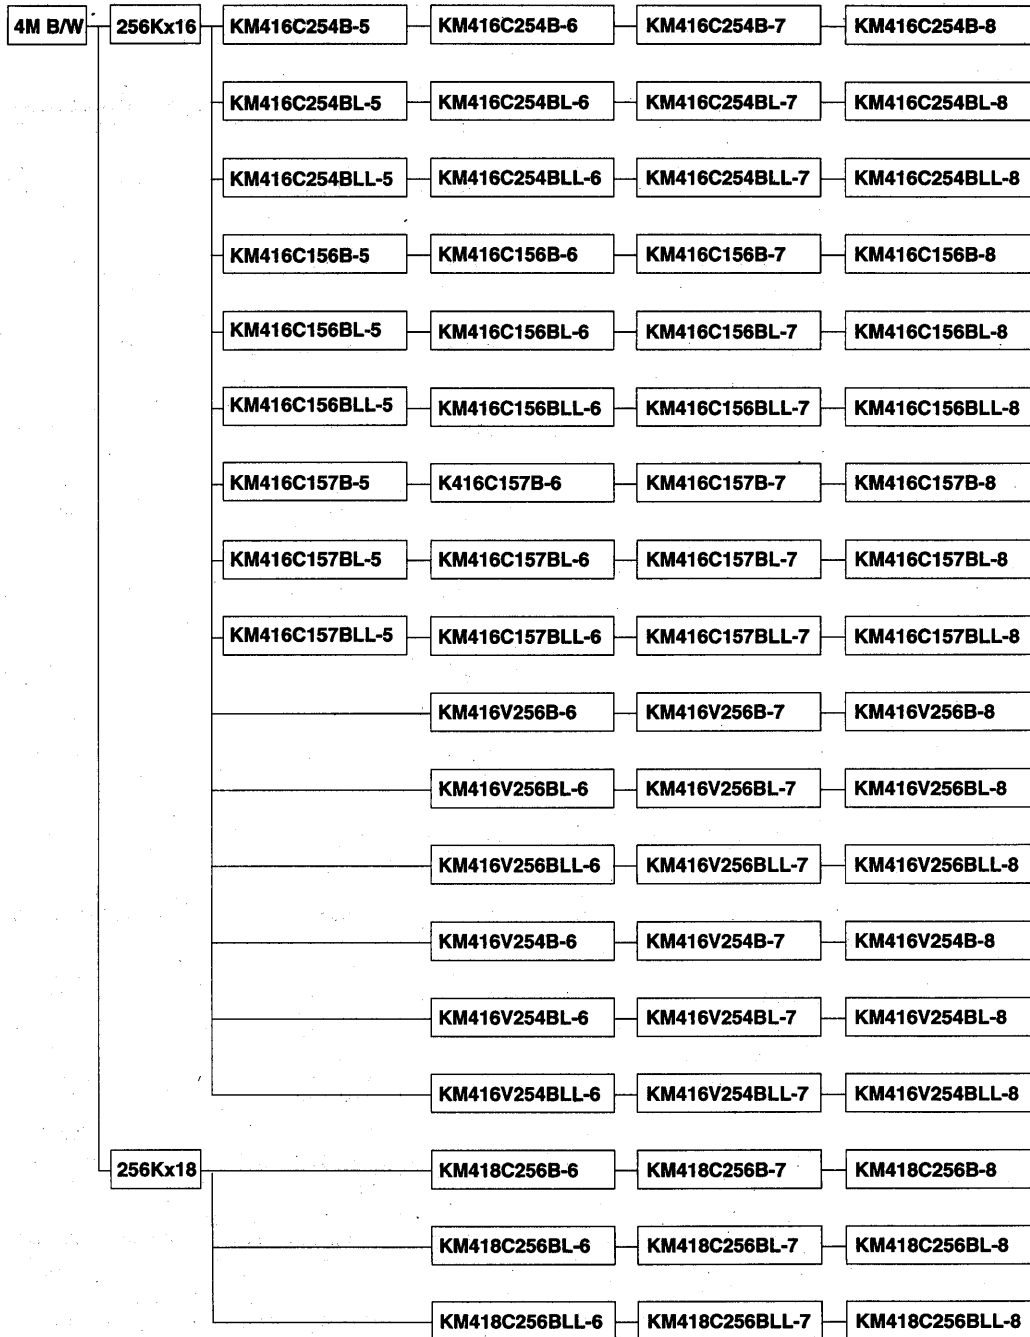 4M B/W 256Kx16 KM416C254B-5 KM416C254B-6 KM416C254B-7 KM416C254B-8
KM416C254BL-5 KM416C254BL-6 KM416C254BL-7 KM416C254BL-8
KM416C254BLL-5 KM416C254BLL-6 KM416C254BLL-7 KM416C254BLL-8
KM416C156B-5 KM416C156B-6 KM416C156B-7 KM416C156B-8
KM416C156BL-5 KM416C156BL-6 KM416C156BL-7 KM416C156BL-8
KM416C156BLL-5 KM416C156BLL-6 KM416C156BLL-7 KM416C156BLL-8
KM416C157B-5 K416C157B-6 KM416C157B-7 KM416C157B-8
KM416C157BL-5 KM416C157BL-6 KM416C157BL-7 KM416C157BL-8
KM416C157BLL-5 KM416C157BLL-6 KM416C157BLL-7 KM416C157BLL-8
KM416V256B-6 KM416V256B-7 KM416V256B-8
KM416V256BL-6 KM416V256BL-7 KM416V256BL-8
KM416V256BLL-6 KM416V256BLL-7 KM416V256BLL-8
KM416V254B-6 KM416V254B-7 KM416V254B-8
KM416V254BL-6 KM416V254BL-7 KM416V254BL-8
KM416V254BLL-6 KM416V254BLL-7 KM416V254BLL-8
256Kx18 KM418C256B-6 KM418C256B-7 KM418C256B-8
KM418C256BL-6 KM418C256BL-7 KM418C256BL-8
KM418C256BLL-6 KM418C256BLL-7 KM418C256BLL-8